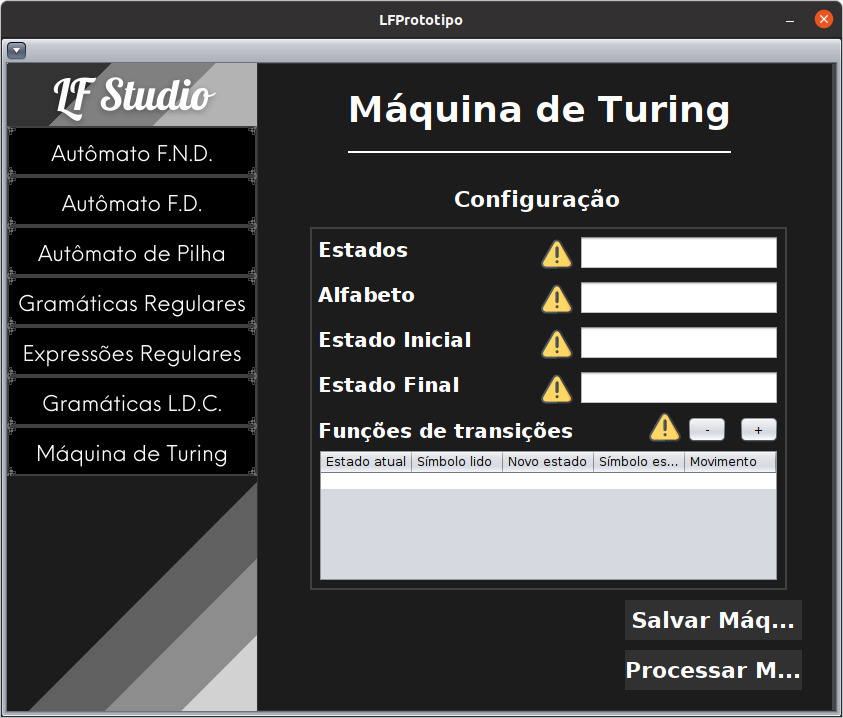 LFPrototipo
LF Studio
Autômato F.N.D.
Autômato F.D.
Autômato de Pilha
Gramáticas Regulares
Expressões Regulares
Gramáticas L.D.C.
Máquina de Turing
Máquina de Turing
Configuração
Estados
Alfabeto
Estado Inicial
Estado Final
Funções de transições - +
Estado atual Símbolo lido Novo estado Símbolo es... Movimento
Salvar Máq...
Processar M...